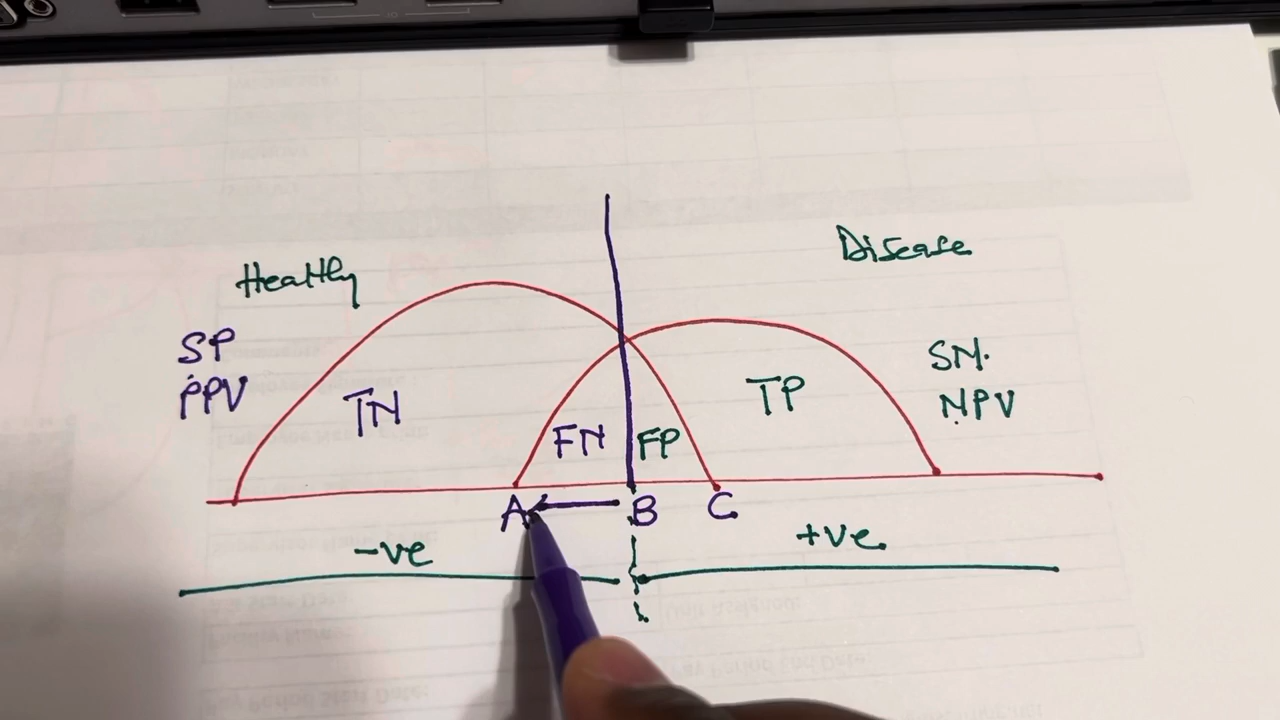 Healthy
Disease
SP
PPV
TN
FN
FP
TP
SN.
NPV
A
B
C
-ve
+ve